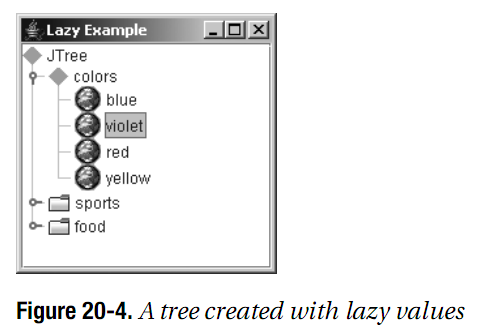 Lazy Example
JTree
colors
blue
violet
red
yellow
sports
food
Figure 20-4. A tree created with lazy values